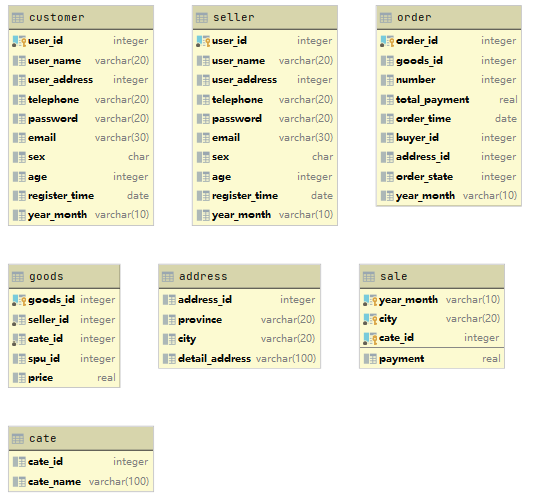 customer
user_id integer
user_name varchar(20)
user_address integer
telephone varchar(20)
password varchar(20)
email varchar(30)
sex char
age integer
register_time date
year_month varchar(10)
seller
user_id integer
user_name varchar(20)
user_address integer
telephone varchar(20)
password varchar(20)
email varchar(30)
sex char
age integer
register_time date
year_month varchar(10)
order
order_id integer
goods_id integer
number integer
total_payment real
order_time date
buyer_id integer
address_id integer
order_state integer
year_month varchar(10)
goods
goods_id integer
seller_id integer
cate_id integer
spu_id integer
price real
address
address_id integer
province varchar(20)
city varchar(20)
detail_address varchar(100)
sale
year_month varchar(10)
city varchar(20)
cate_id integer
payment real
cate
cate_id integer
cate_name varchar(100)